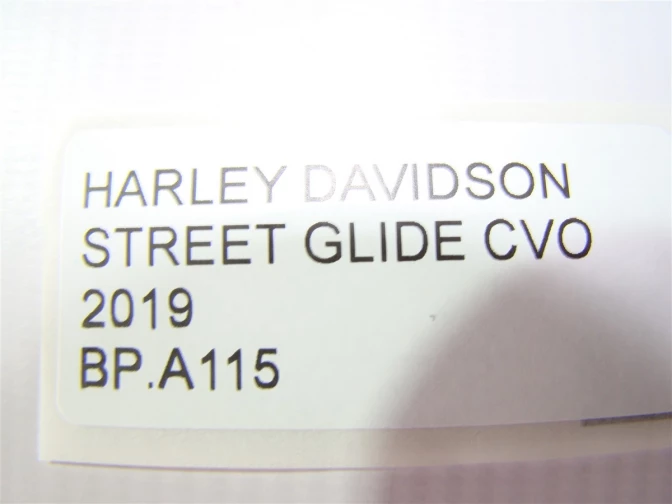 HARLEY DAVIDSON
STREET GLIDE CVO
2019
BP.A115